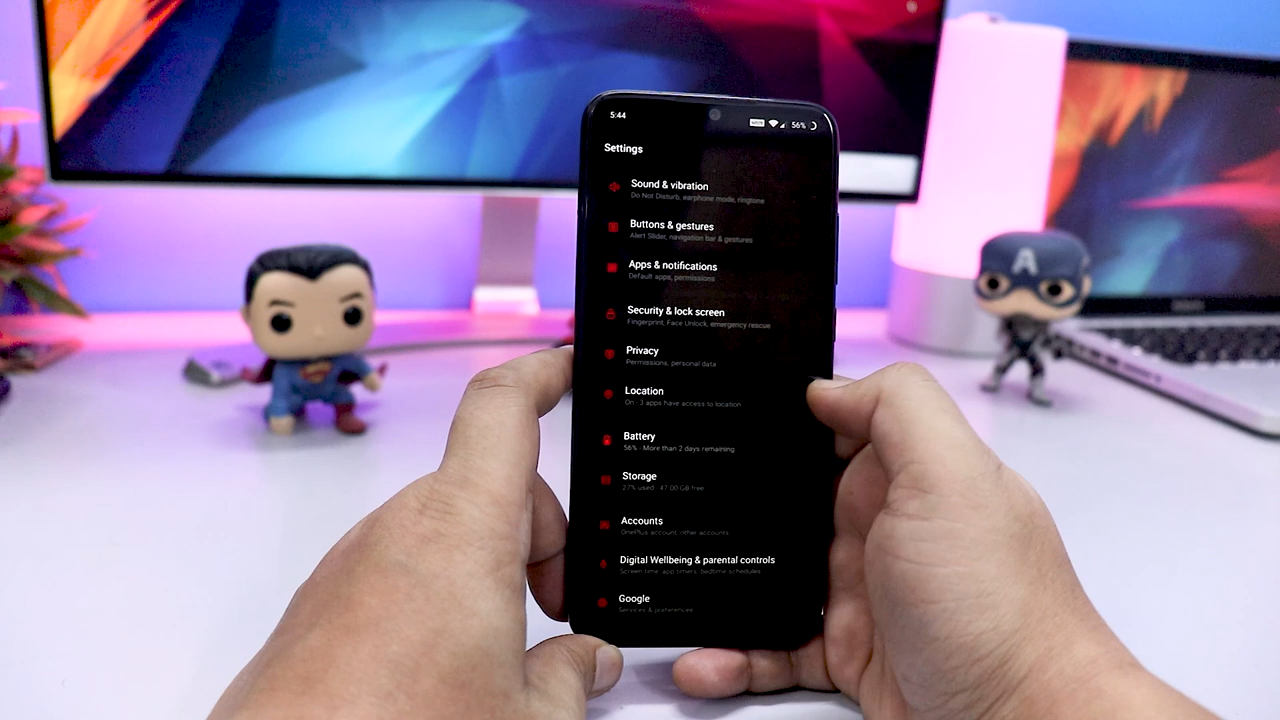 5:44
56%
Settings
Sound & vibration
Do Not Disturb, earphone mode, ringtone
Buttons & gestures
Alert Slider, navigation bar & gestures
Apps & notifications
Default apps, permissions
Security & lock screen
Fingerprint, Face Unlock, emergency rescue
Privacy
Permissions, personal data
Location
On · 3 apps have access to location
Battery
56% · More than 2 days remaining
Storage
27% used · 47.00 GB free
Accounts
OnePlus account, other accounts
Digital Wellbeing & parental controls
Screen time, app timers, bedtime schedules
Google
Services & preferences
A